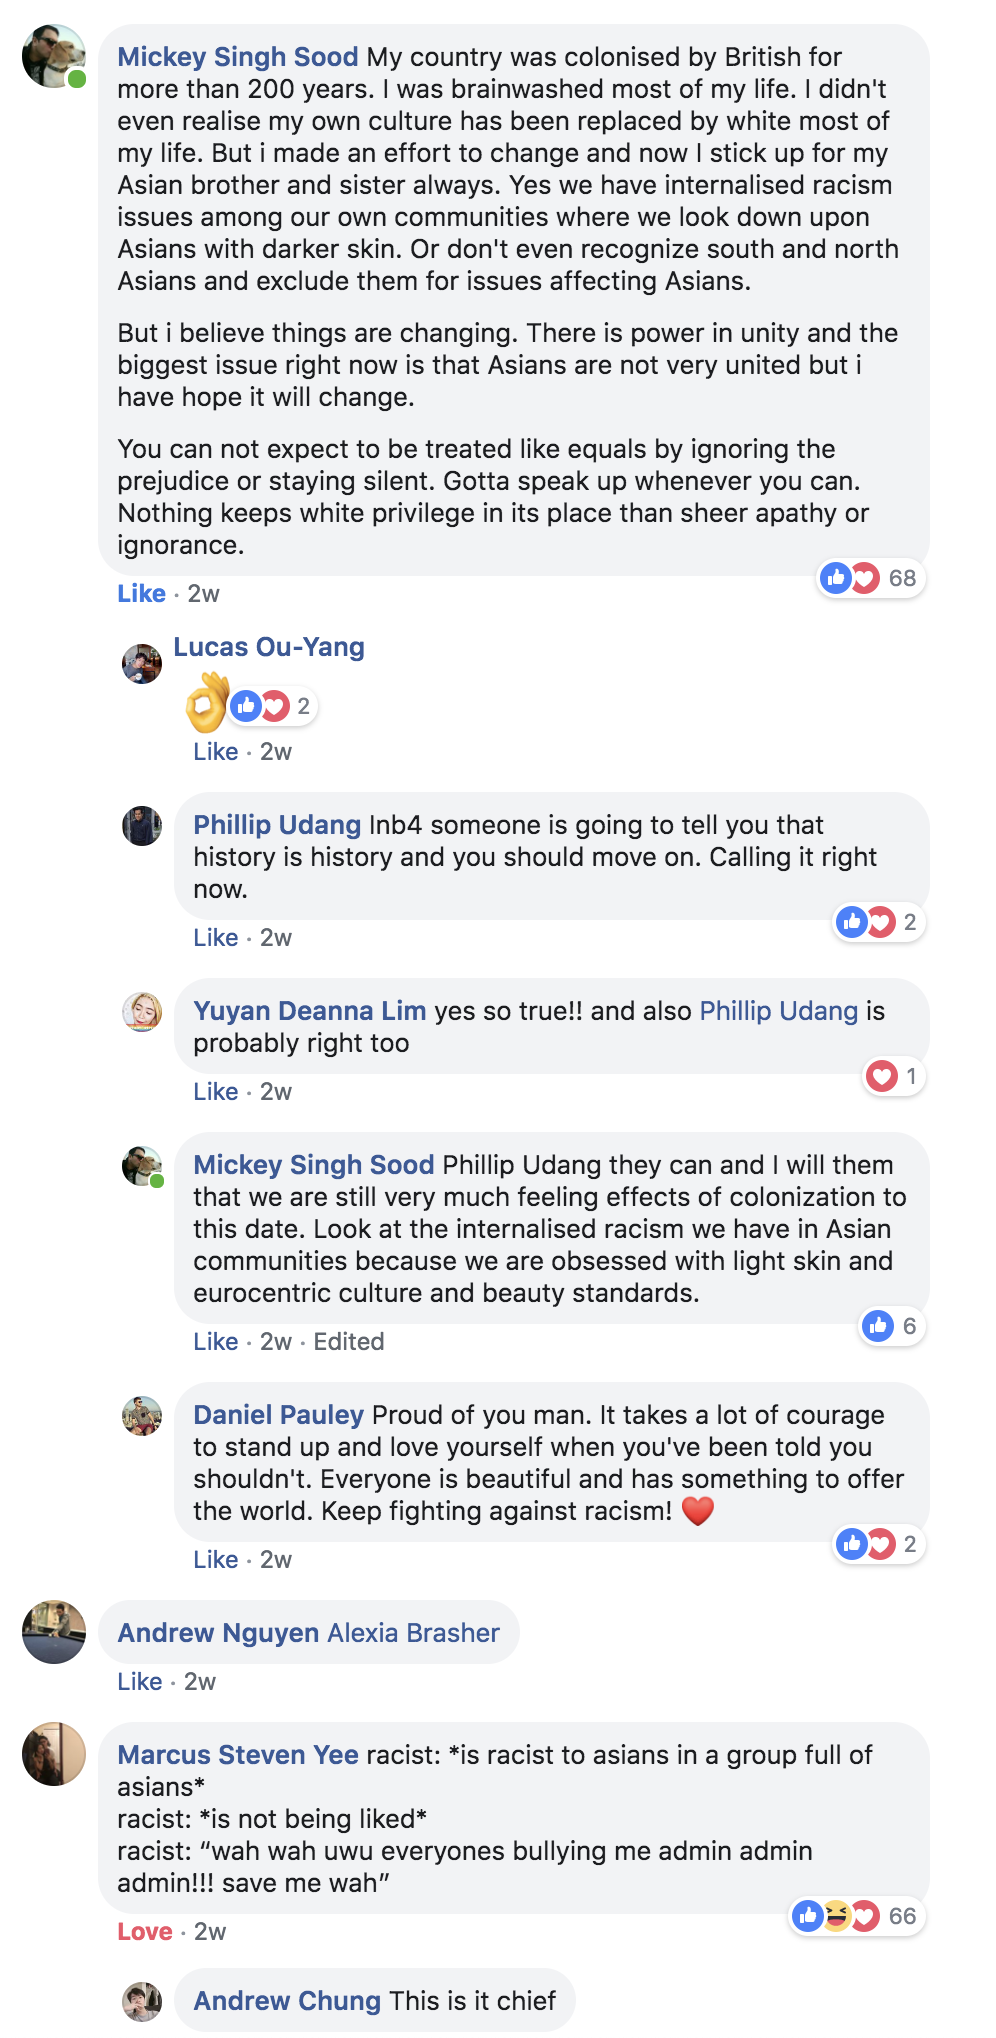 Mickey Singh Sood My country was colonised by British for
more than 200 years. I was brainwashed most of my life. I didn't
even realise my own culture has been replaced by white most of
my life. But i made an effort to change and now I stick up for my
Asian brother and sister always. Yes we have internalised racism
issues among our own communities where we look down upon
Asians with darker skin. Or don't even recognize south and north
Asians and exclude them for issues affecting Asians.
But i believe things are changing. There is power in unity and the
biggest issue right now is that Asians are not very united but i
have hope it will change.
You can not expect to be treated like equals by ignoring the
prejudice or staying silent. Gotta speak up whenever you can.
Nothing keeps white privilege in its place than sheer apathy or
ignorance.
68
Like · 2w
Lucas Ou-Yang
👌 2
Like · 2w
Phillip Udang Inb4 someone is going to tell you that
history is history and you should move on. Calling it right
now.
2
Like · 2w
Yuyan Deanna Lim yes so true!! and also Phillip Udang is
probably right too
1
Like · 2w
Mickey Singh Sood Phillip Udang they can and I will them
that we are still very much feeling effects of colonization to
this date. Look at the internalised racism we have in Asian
communities because we are obsessed with light skin and
eurocentric culture and beauty standards.
6
Like · 2w · Edited
Daniel Pauley Proud of you man. It takes a lot of courage
to stand up and love yourself when you've been told you
shouldn't. Everyone is beautiful and has something to offer
the world. Keep fighting against racism! ❤️
2
Like · 2w
Andrew Nguyen Alexia Brasher
Like · 2w
Marcus Steven Yee racist: *is racist to asians in a group full of
asians*
racist: *is not being liked*
racist: “wah wah uwu everyones bullying me admin admin
admin!!! save me wah”
66
Love · 2w
Andrew Chung This is it chief